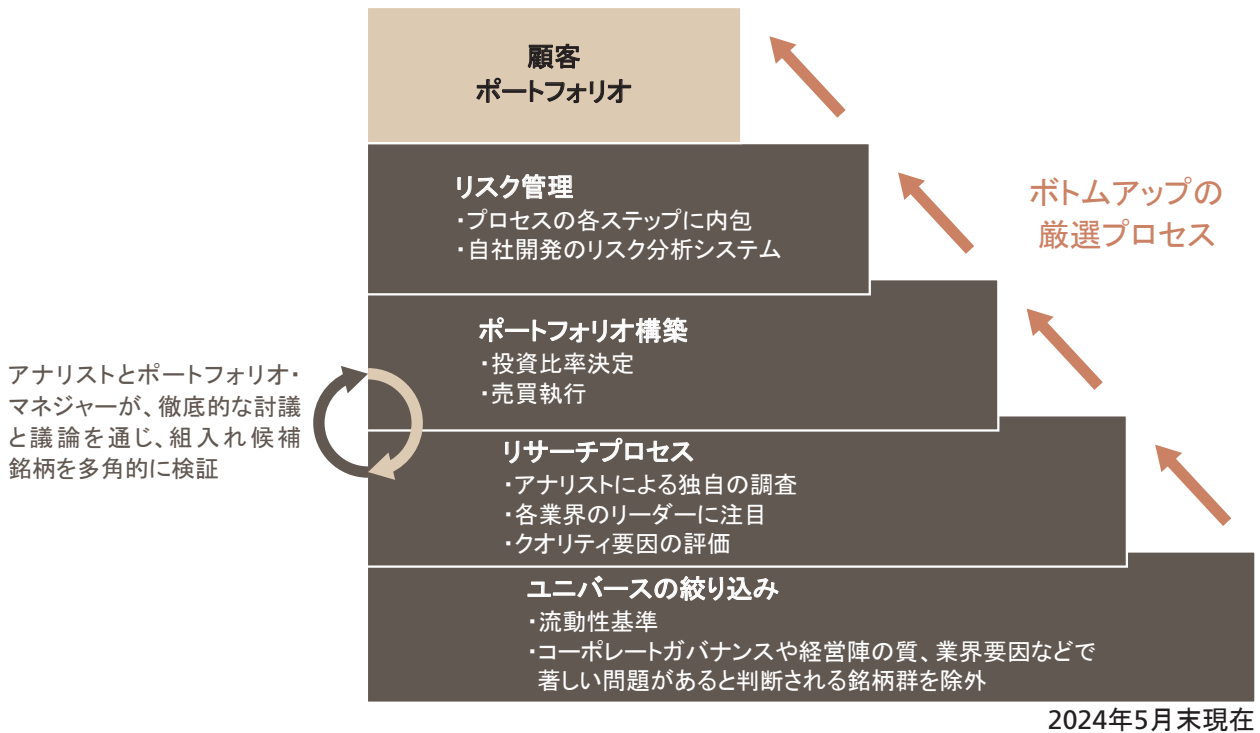 顧客
ポートフォリオ
リスク管理
・プロセスの各ステップに内包
・自社開発のリスク分析システム
ボトムアップの
厳選プロセス
ポートフォリオ構築
・投資比率決定
・売買執行
アナリストとポートフォリオ・
マネジャーが、徹底的な討議
と議論を通じ、組入れ候補
銘柄を多角的に検証
リサーチプロセス
・アナリストによる独自の調査
・各業界のリーダーに注目
・クオリティ要因の評価
ユニバースの絞り込み
・流動性基準
・コーポレートガバナンスや経営陣の質、業界要因などで
著しい問題があると判断される銘柄群を除外
2024年5月末現在